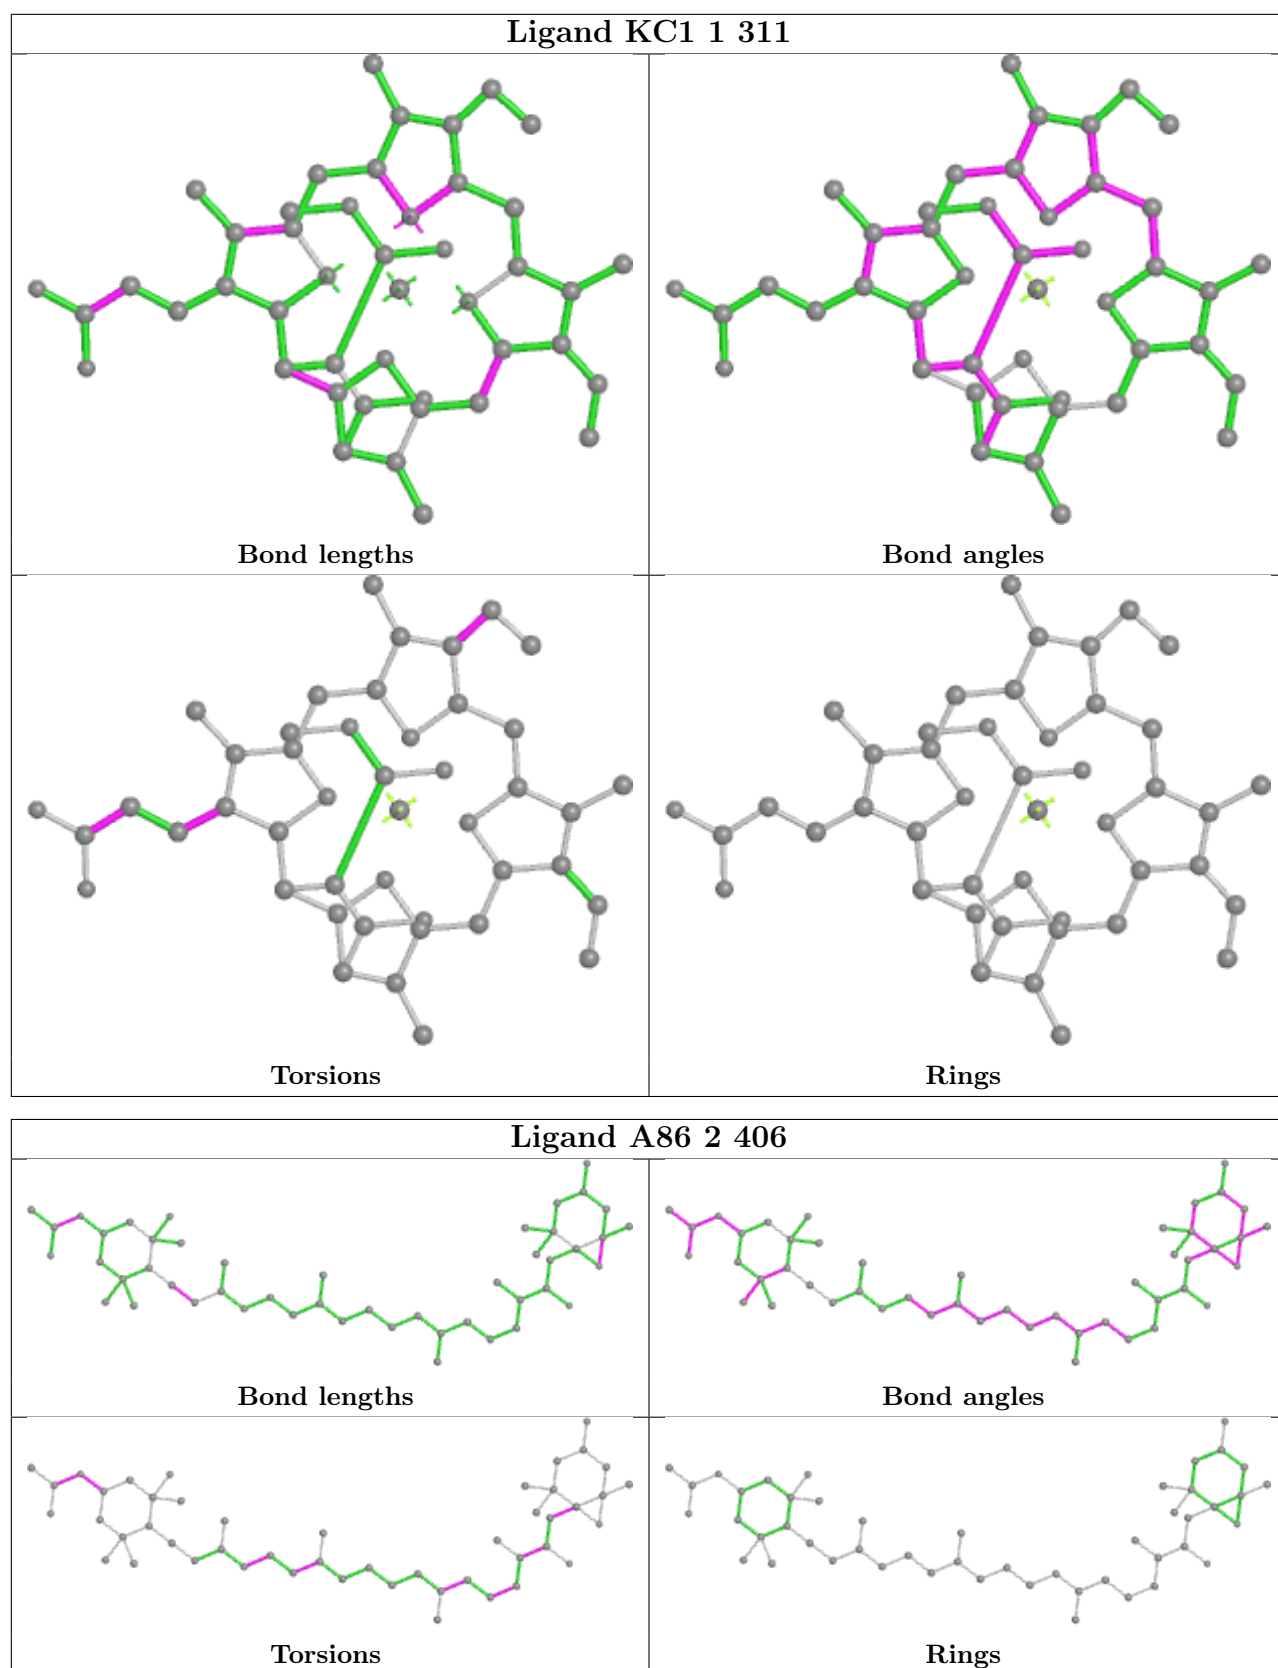 Ligand KC1 1 311
Bond lengths
Bond angles
Torsions
Rings
Ligand A86 2 406
Bond lengths
Bond angles
Torsions
Rings